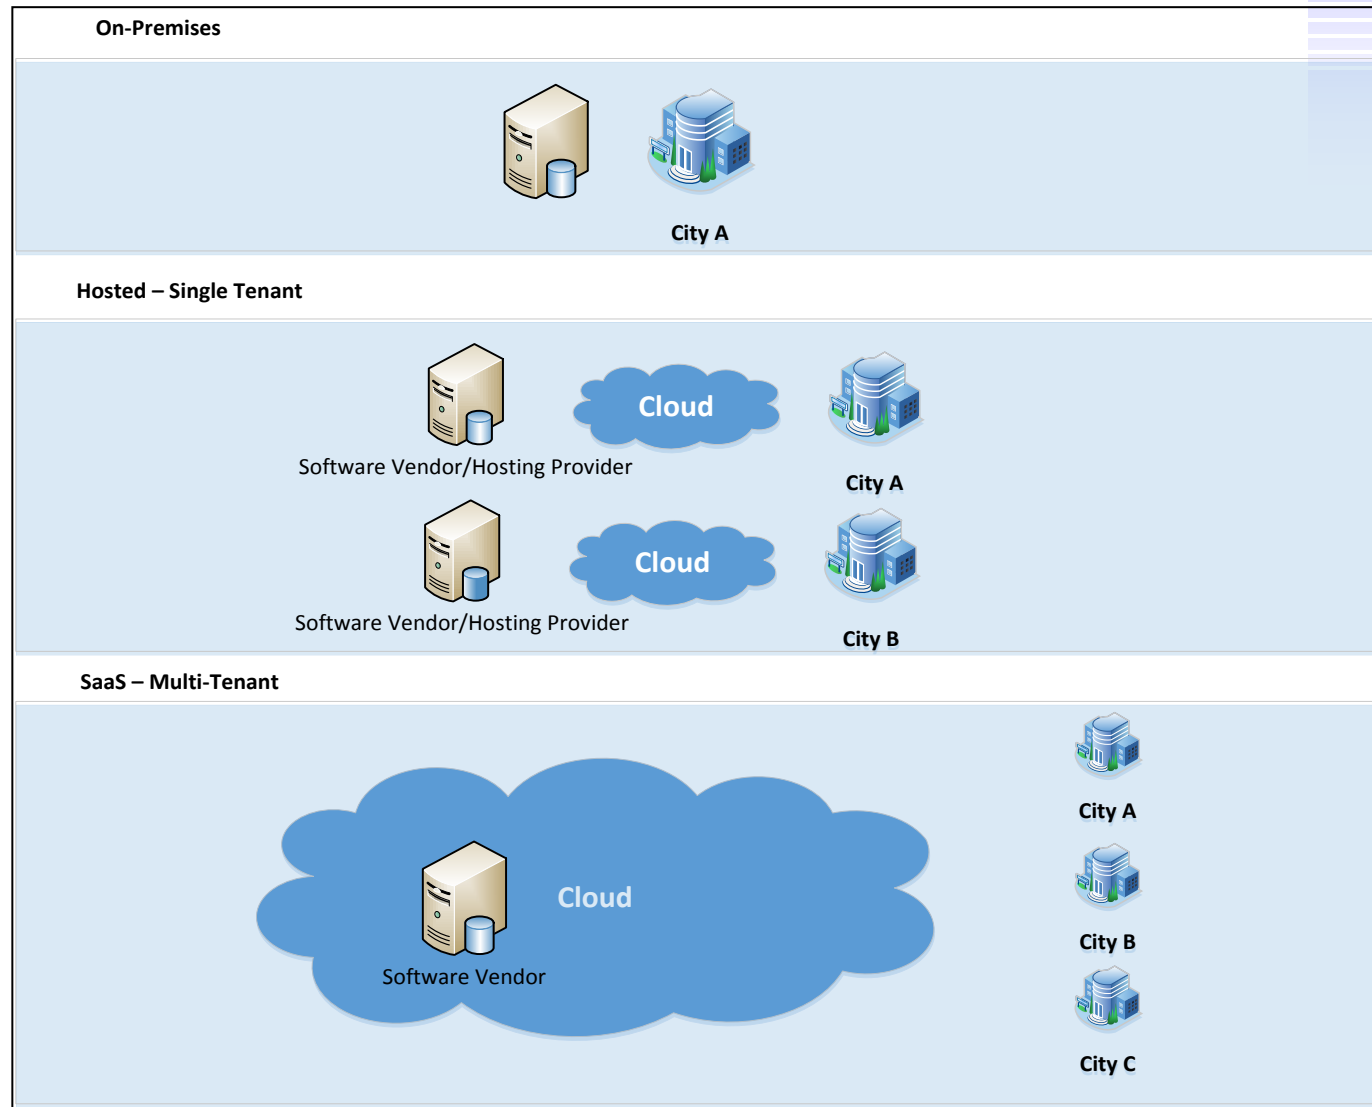 On-Premises
City A
Hosted – Single Tenant
Cloud
Software Vendor/Hosting Provider
City A
Cloud
Software Vendor/Hosting Provider
City B
SaaS – Multi-Tenant
City A
Cloud
City B
Software Vendor
City C